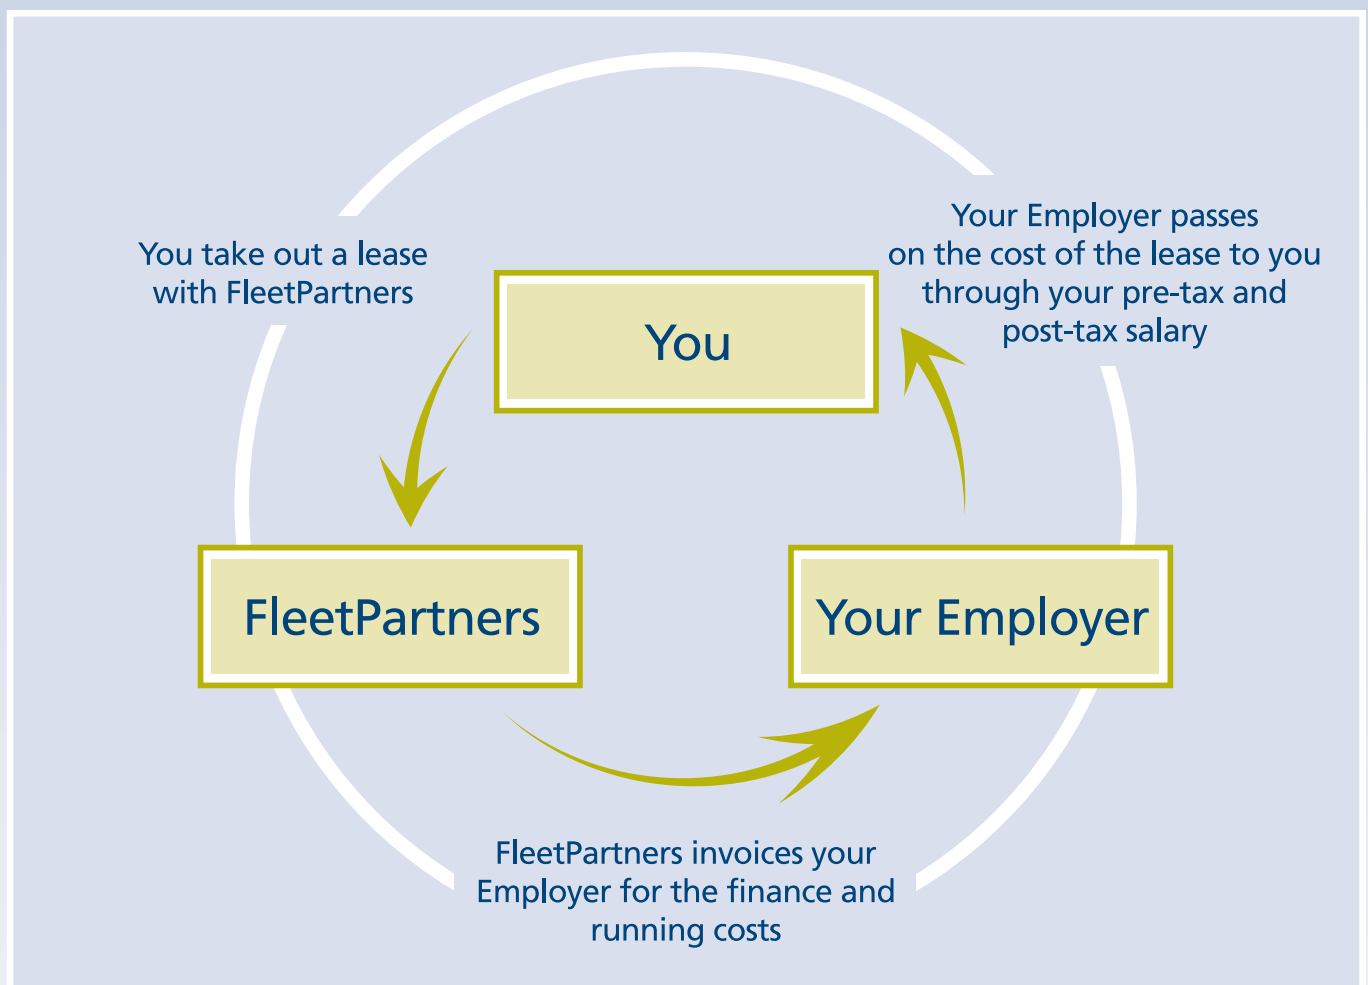 You take out a lease
with FleetPartners
Your Employer passes
on the cost of the lease to you
through your pre-tax and
post-tax salary
You
FleetPartners
Your Employer
FleetPartners invoices your
Employer for the finance and
running costs